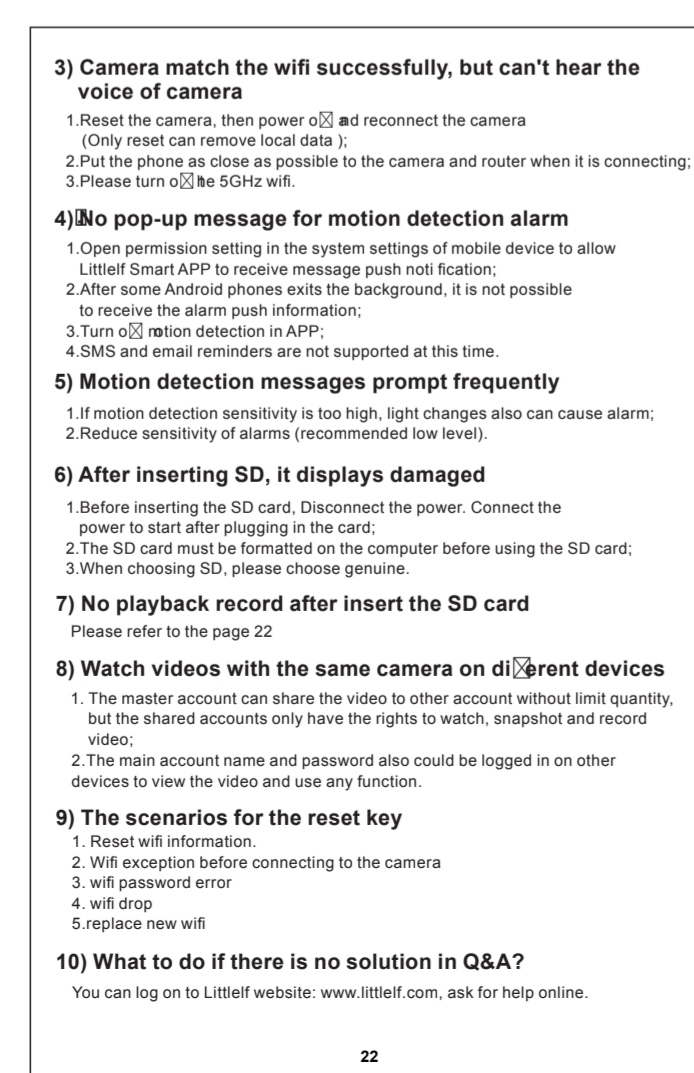 3) Camera match the wifi successfully, but can't hear the
voice of camera
1.Reset the camera, then power and reconnect the camera
(Only reset can remove local data );
2.Put the phone as close as possible to the camera and router when it is connecting;
3.Please turn the 5GHz wifi.
4) No pop-up message for motion detection alarm
1.Open permission setting in the system settings of mobile device to allow
Littlelf Smart APP to receive message push noti fication;
2.After some Android phones exits the background, it is not possible
to receive the alarm push information;
3.Turn motion detection in APP;
4.SMS and email reminders are not supported at this time.
5) Motion detection messages prompt frequently
1.If motion detection sensitivity is too high, light changes also can cause alarm;
2.Reduce sensitivity of alarms (recommended low level).
6) After inserting SD, it displays damaged
1.Before inserting the SD card, Disconnect the power. Connect the
power to start after plugging in the card;
2.The SD card must be formatted on the computer before using the SD card;
3.When choosing SD, please choose genuine.
7) No playback record after insert the SD card
Please refer to the page 22
8) Watch videos with the same camera on devices
1. The master account can share the video to other account without limit quantity,
but the shared accounts only have the rights to watch, snapshot and record
video;
2.The main account name and password also could be logged in on other
devices to view the video and use any function.
9) The scenarios for the reset key
1. Reset wifi information.
2. Wifi exception before connecting to the camera
3. wifi password error
4. wifi drop
5.replace new wifi
10) What to do if there is no solution in Q&A?
You can log on to Littlelf website: www.littlelf.com, ask for help online.
22